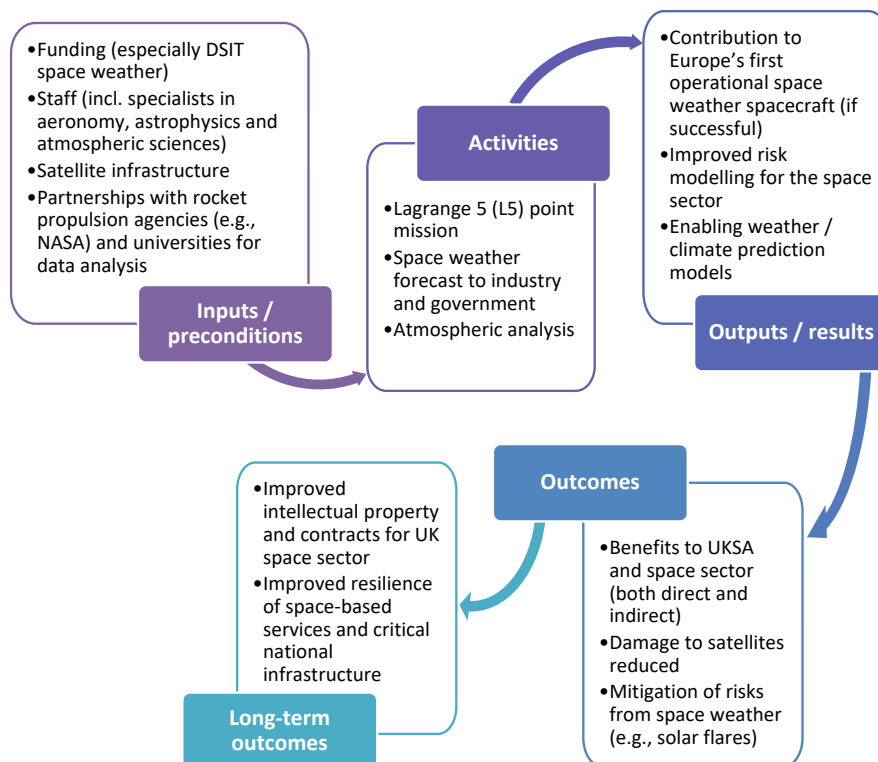 •Funding (especially DSIT
space weather)
•Staff (incl. specialists in
aeronomy, astrophysics and
atmospheric sciences)
•Satellite infrastructure
•Partnerships with rocket
propulsion agencies (e.g.,
NASA) and universities for
data analysis
Inputs /
preconditions
Activities
•Lagrange 5 (L5) point
mission
•Space weather
forecast to industry
and government
•Atmospheric analysis
•Contribution to
Europe’s first
operational space
weather spacecraft (if
successful)
•Improved risk
modelling for the space
sector
•Enabling weather /
climate prediction
models
Outputs / results
Outcomes
•Benefits to UKSA
and space sector
(both direct and
indirect)
•Damage to satellites
reduced
•Mitigation of risks
from space weather
(e.g., solar flares)
•Improved
intellectual property
and contracts for UK
space sector
•Improved resilience
of space-based
services and critical
national
infrastructure
Long-term
outcomes